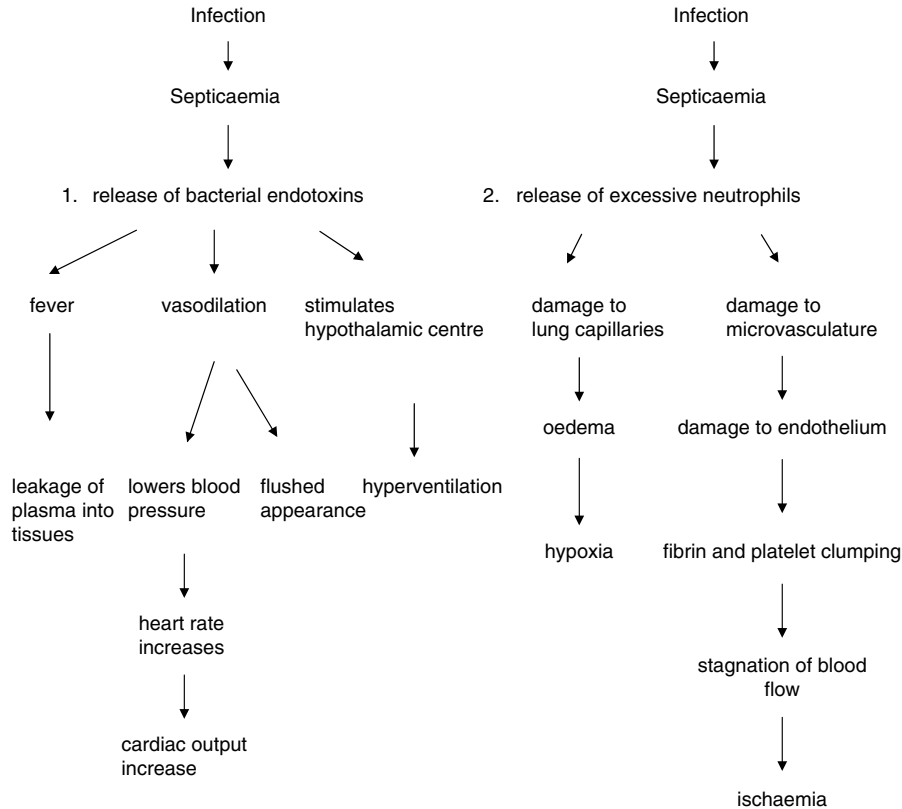 Infection
Septicaemia
1. release of bacterial endotoxins
fever
vasodilation
stimulates
hypothalamic centre
leakage of
plasma into
tissues
lowers blood
pressure
flushed
appearance
hyperventilation
heart rate
increases
cardiac output
increase
Infection
Septicaemia
2. release of excessive neutrophils
damage to
lung capillaries
damage to
microvasculature
oedema
damage to endothelium
hypoxia
fibrin and platelet clumping
stagnation of blood
flow
ischaemia